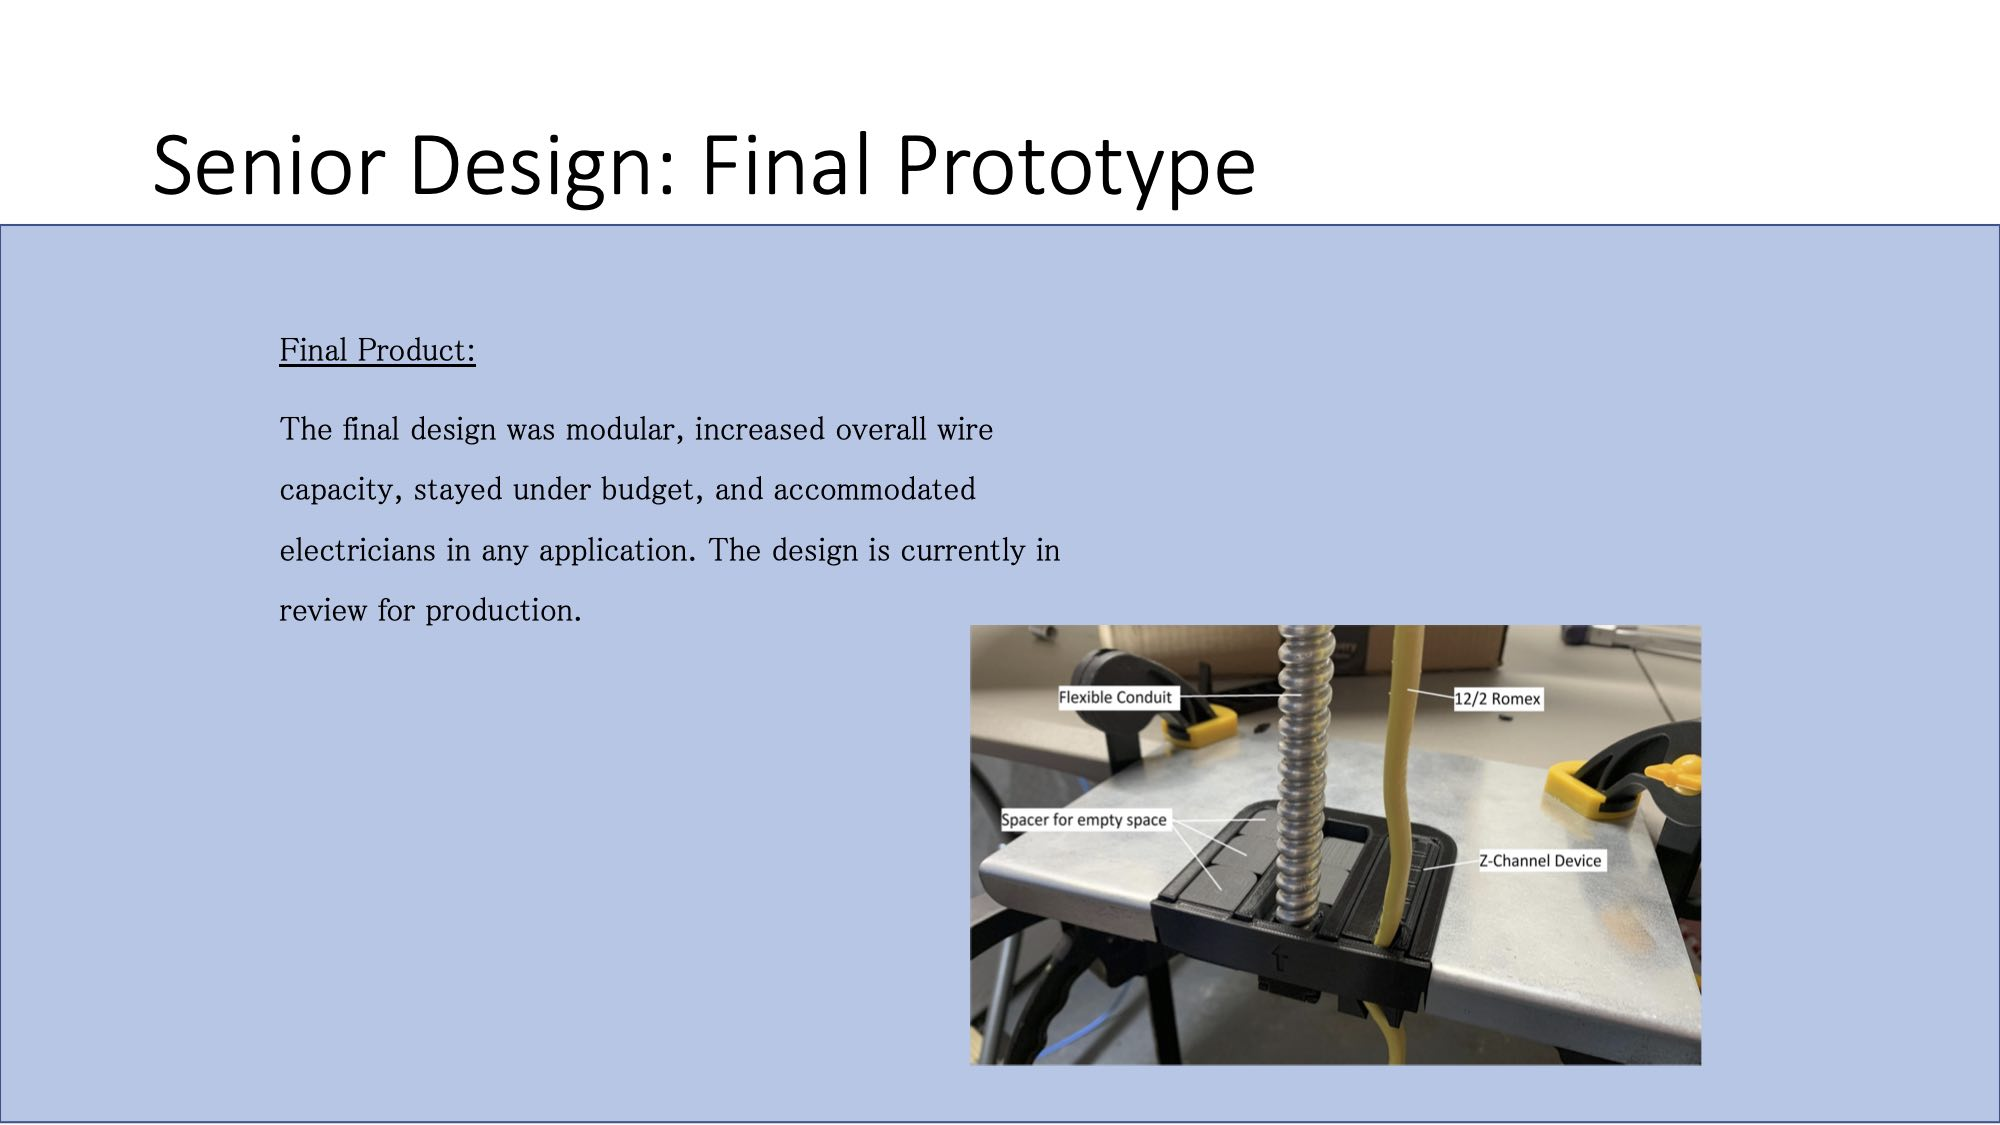 Senior Design: Final Prototype
Final Product:
The final design was modular, increased overall wire
capacity, stayed under budget, and accommodated
electricians in any application. The design is currently in
review for production.
Flexible Conduit
12/2 Romex
Spacer for empty space
Z-Channel Device